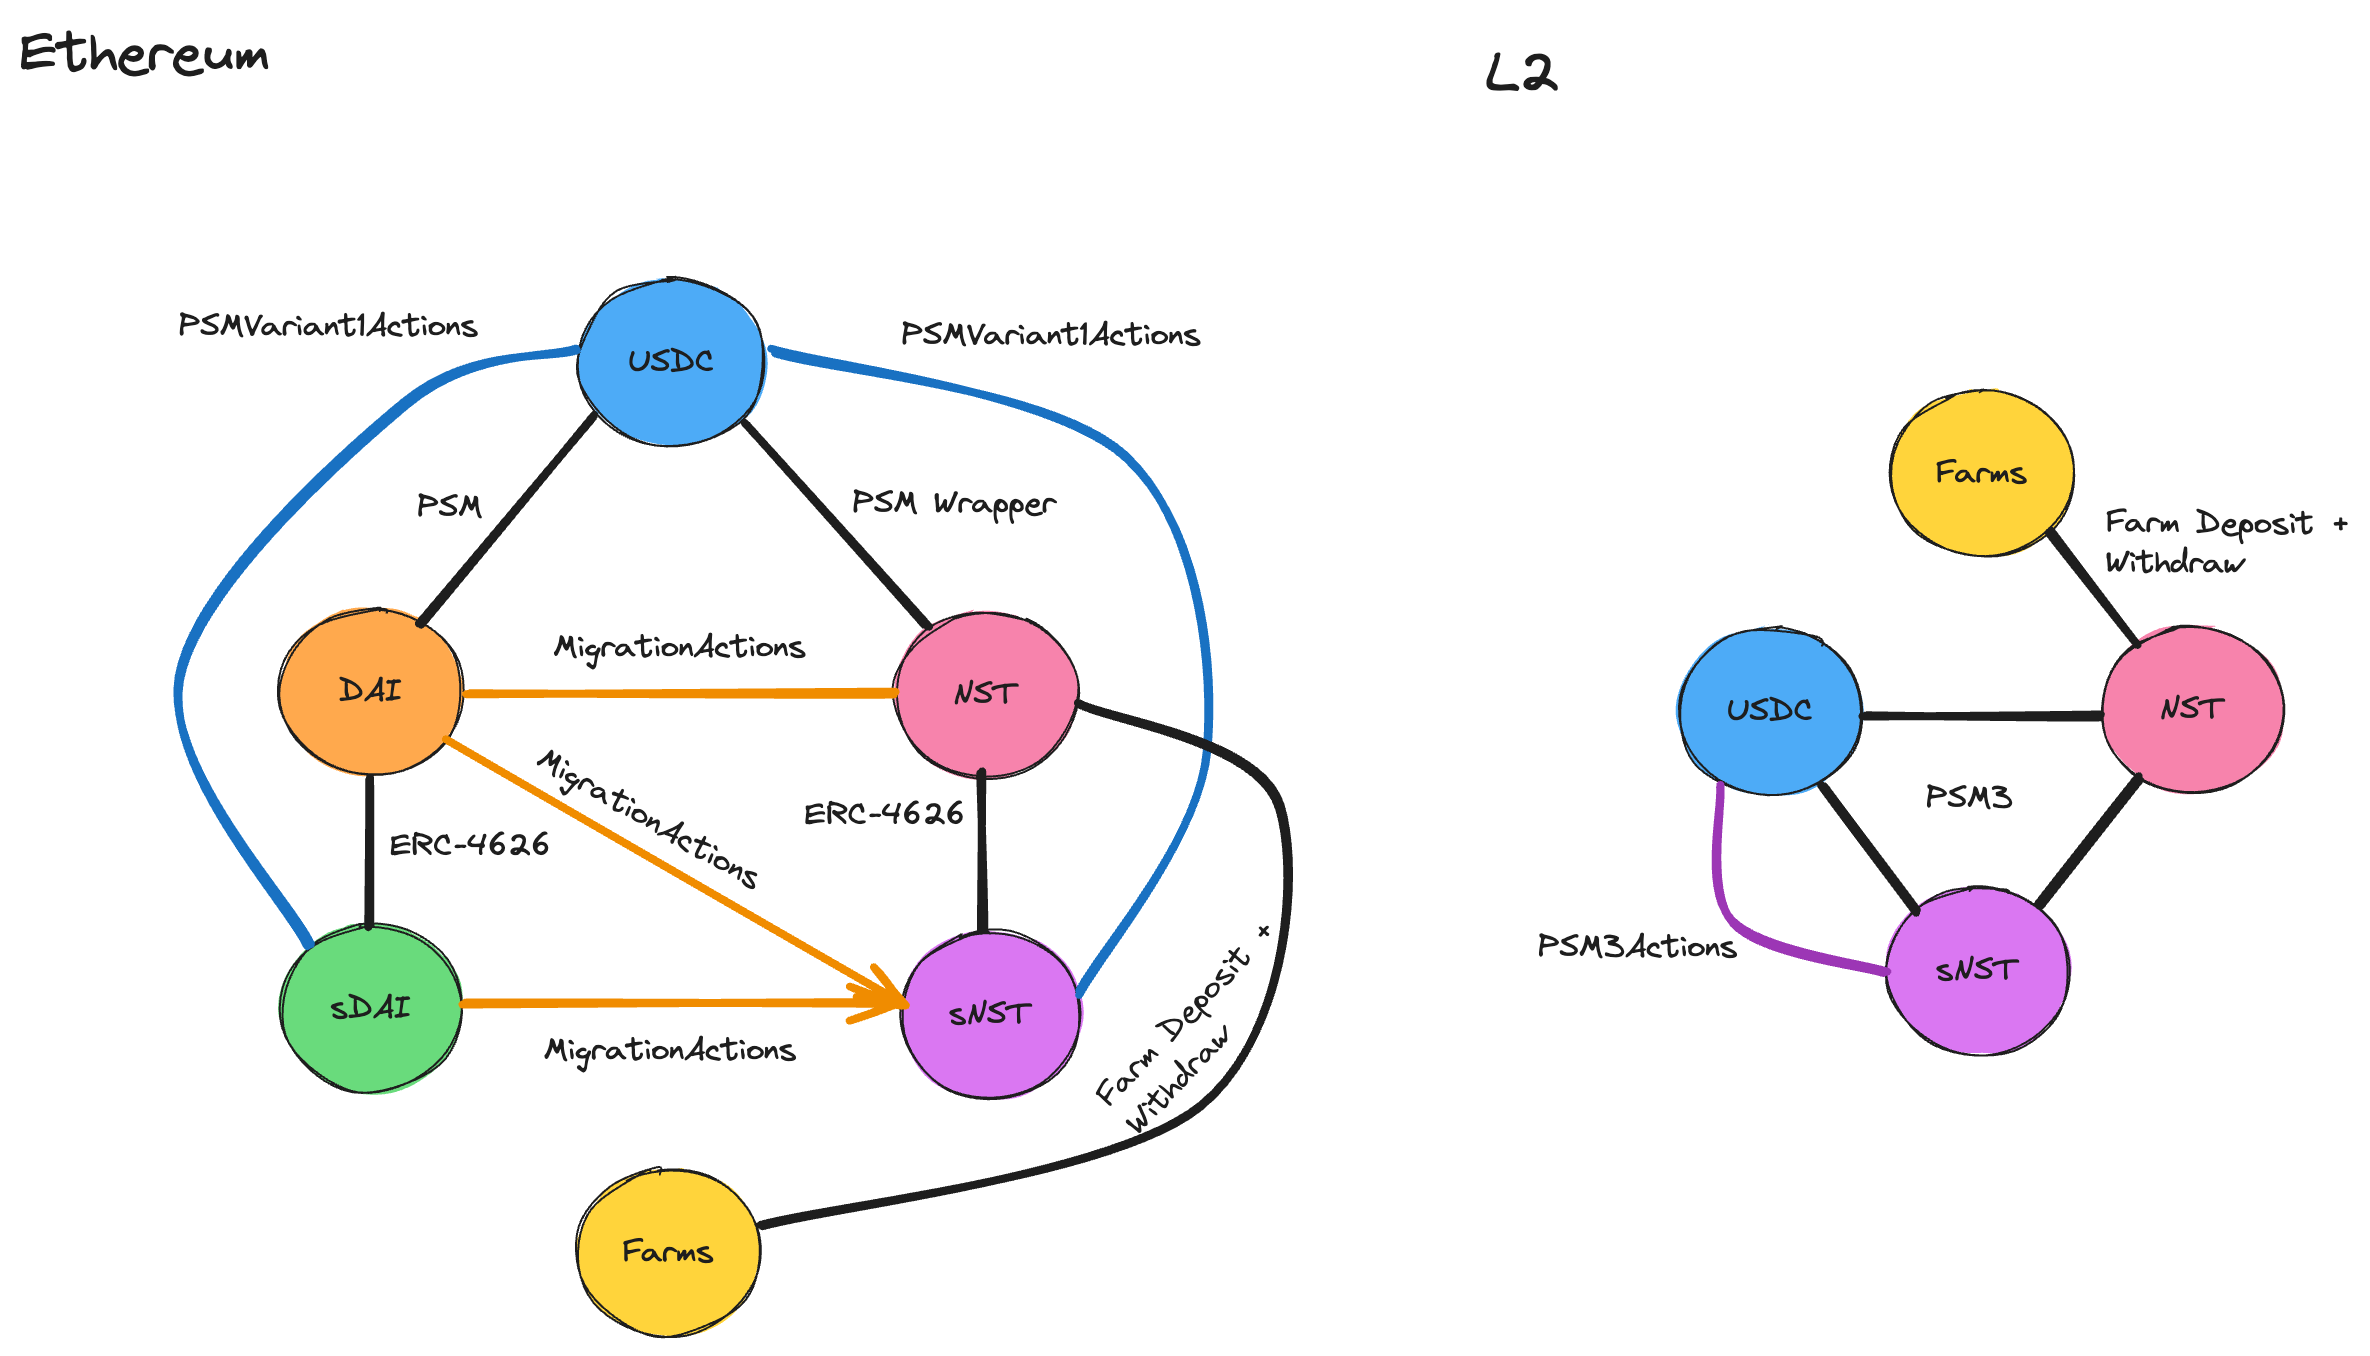 Ethereum
L2
PSMVariant1Actions
PSMVariant1Actions
USDC
PSM
PSM Wrapper
DAI
MigrationActions
NST
MigrationActions
ERC-4626
ERC-4626
sDAI
sNST
MigrationActions
Farm Deposit +
Withdraw
Farms
Farms
Farm Deposit +
Withdraw
USDC
NST
PSM3
PSM3Actions
sNST